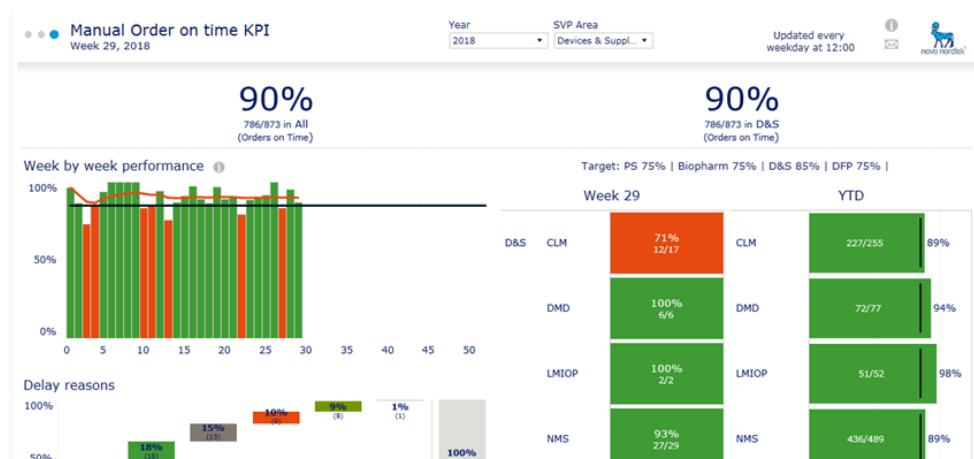 Manual Order on time KPI
Week 29, 2018
Year
2018
SVP Area
Devices & Suppl...
Updated every
weekday at 12:00
novo nordisk
90%
786/873 in All
(Orders on Time)
90%
786/873 in D&S
(Orders on Time)
Week by week performance
100%
50%
0%
0 5 10 15 20 25 30 35 40 45 50
Target: PS 75% | Biopharm 75% | D&S 85% | DFP 75% |
Week 29 YTD
D&S CLM 71% CLM 227/255 89%
12/17
DMD 100% DMD 72/77 94%
6/6
LMIOP 100% LMIOP 51/52 98%
2/2
NMS 93% NMS 436/489 89%
27/29
Delay reasons
100%
50%
18%
(16)
15%
(13)
10%
(9)
9%
(8)
1%
(1)
100%